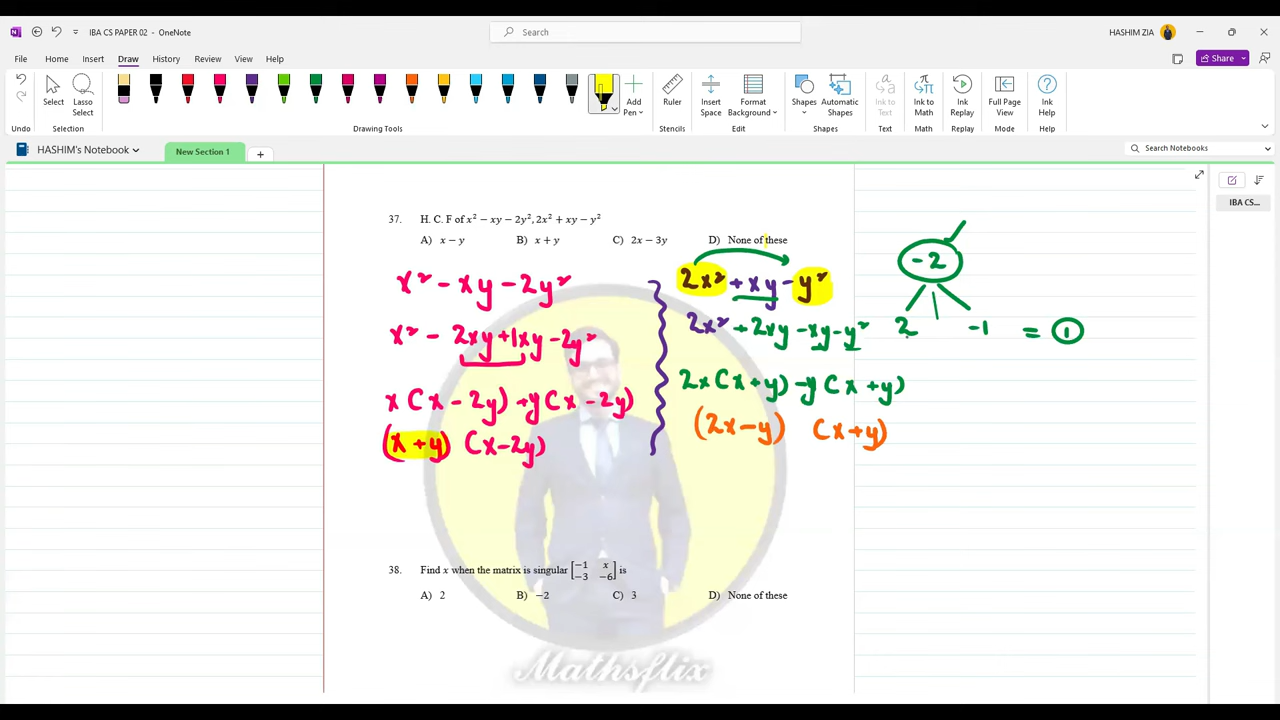 IBA CS PAPER 02 - OneNote
Search
HASHIM ZIA
File Home Insert Draw History Review View Help
Share
Undo
Select
Lasso Select
Selection
Drawing Tools
Add Pen
Ruler
Stencils
Insert Space
Format Background
Edit
Shapes
Automatic Shapes
Shapes
Ink to Text
Text
Ink to Math
Math
Ink Replay
Replay
Full Page View
Mode
Ink Help
Help
HASHIM's Notebook
New Section 1
+
Search Notebooks
IBA CS...
37. H. C. F of x² − xy − 2y², 2x² + xy − y²
A) x − y B) x + y C) 2x − 3y D) None of these
x² - xy - 2y²
x² - 2xy + 1xy - 2y²
x(x - 2y) + y(x - 2y)
(x + y) (x - 2y)
2x² + xy - y²
2x² + 2xy - xy - y²
2x(x + y) - y(x + y)
(2x - y) (x + y)
-2
2 -1 = 1
38. Find x when the matrix is singular [−1 x
−3 −6] is
A) 2 B) −2 C) 3 D) None of these
Mathsflix